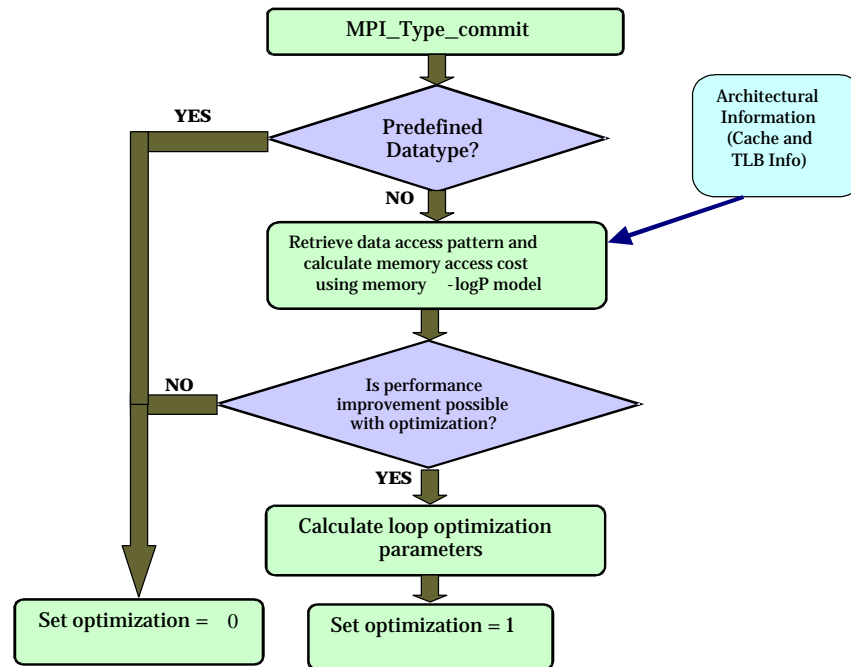 MPI_Type_commit
YES
Predefined
Datatype?
Architectural
Information
(Cache and
TLB Info)
NO
Retrieve data access pattern and
calculate memory access cost
using memory -logP model
NO
Is performance
improvement possible
with optimization?
YES
Calculate loop optimization
parameters
Set optimization = 0
Set optimization = 1